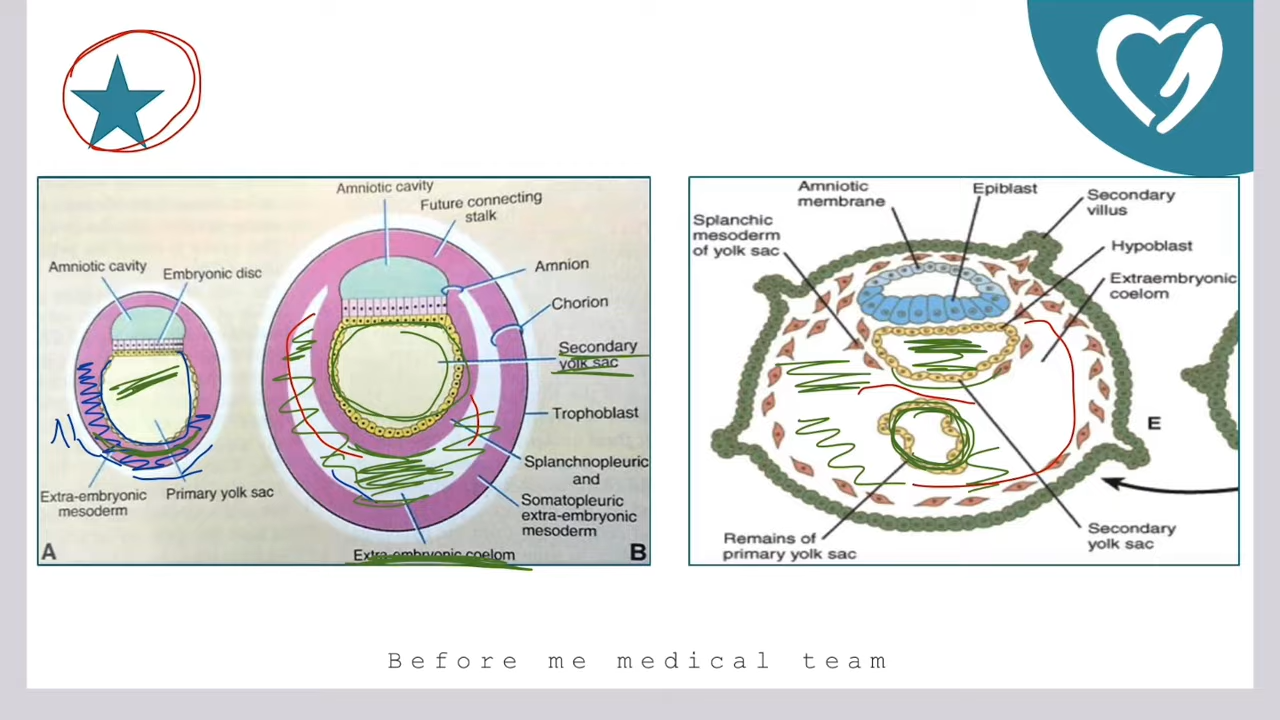 Amniotic cavity
Embryonic disc
Extra-embryonic
mesoderm
Primary yolk sac
A
Amniotic cavity
Future connecting
stalk
Amnion
Chorion
Secondary
yolk sac
Trophoblast
Splanchnopleuric
and
Somatopleuric
extra-embryonic
mesoderm
Extra-embryonic coelom
B
Amniotic
membrane
Epiblast
Secondary
villus
Splanchic
mesoderm
of yolk sac
Hypoblast
Extraembryonic
coelom
E
Remains of
primary yolk sac
Secondary
yolk sac
Before me medical team